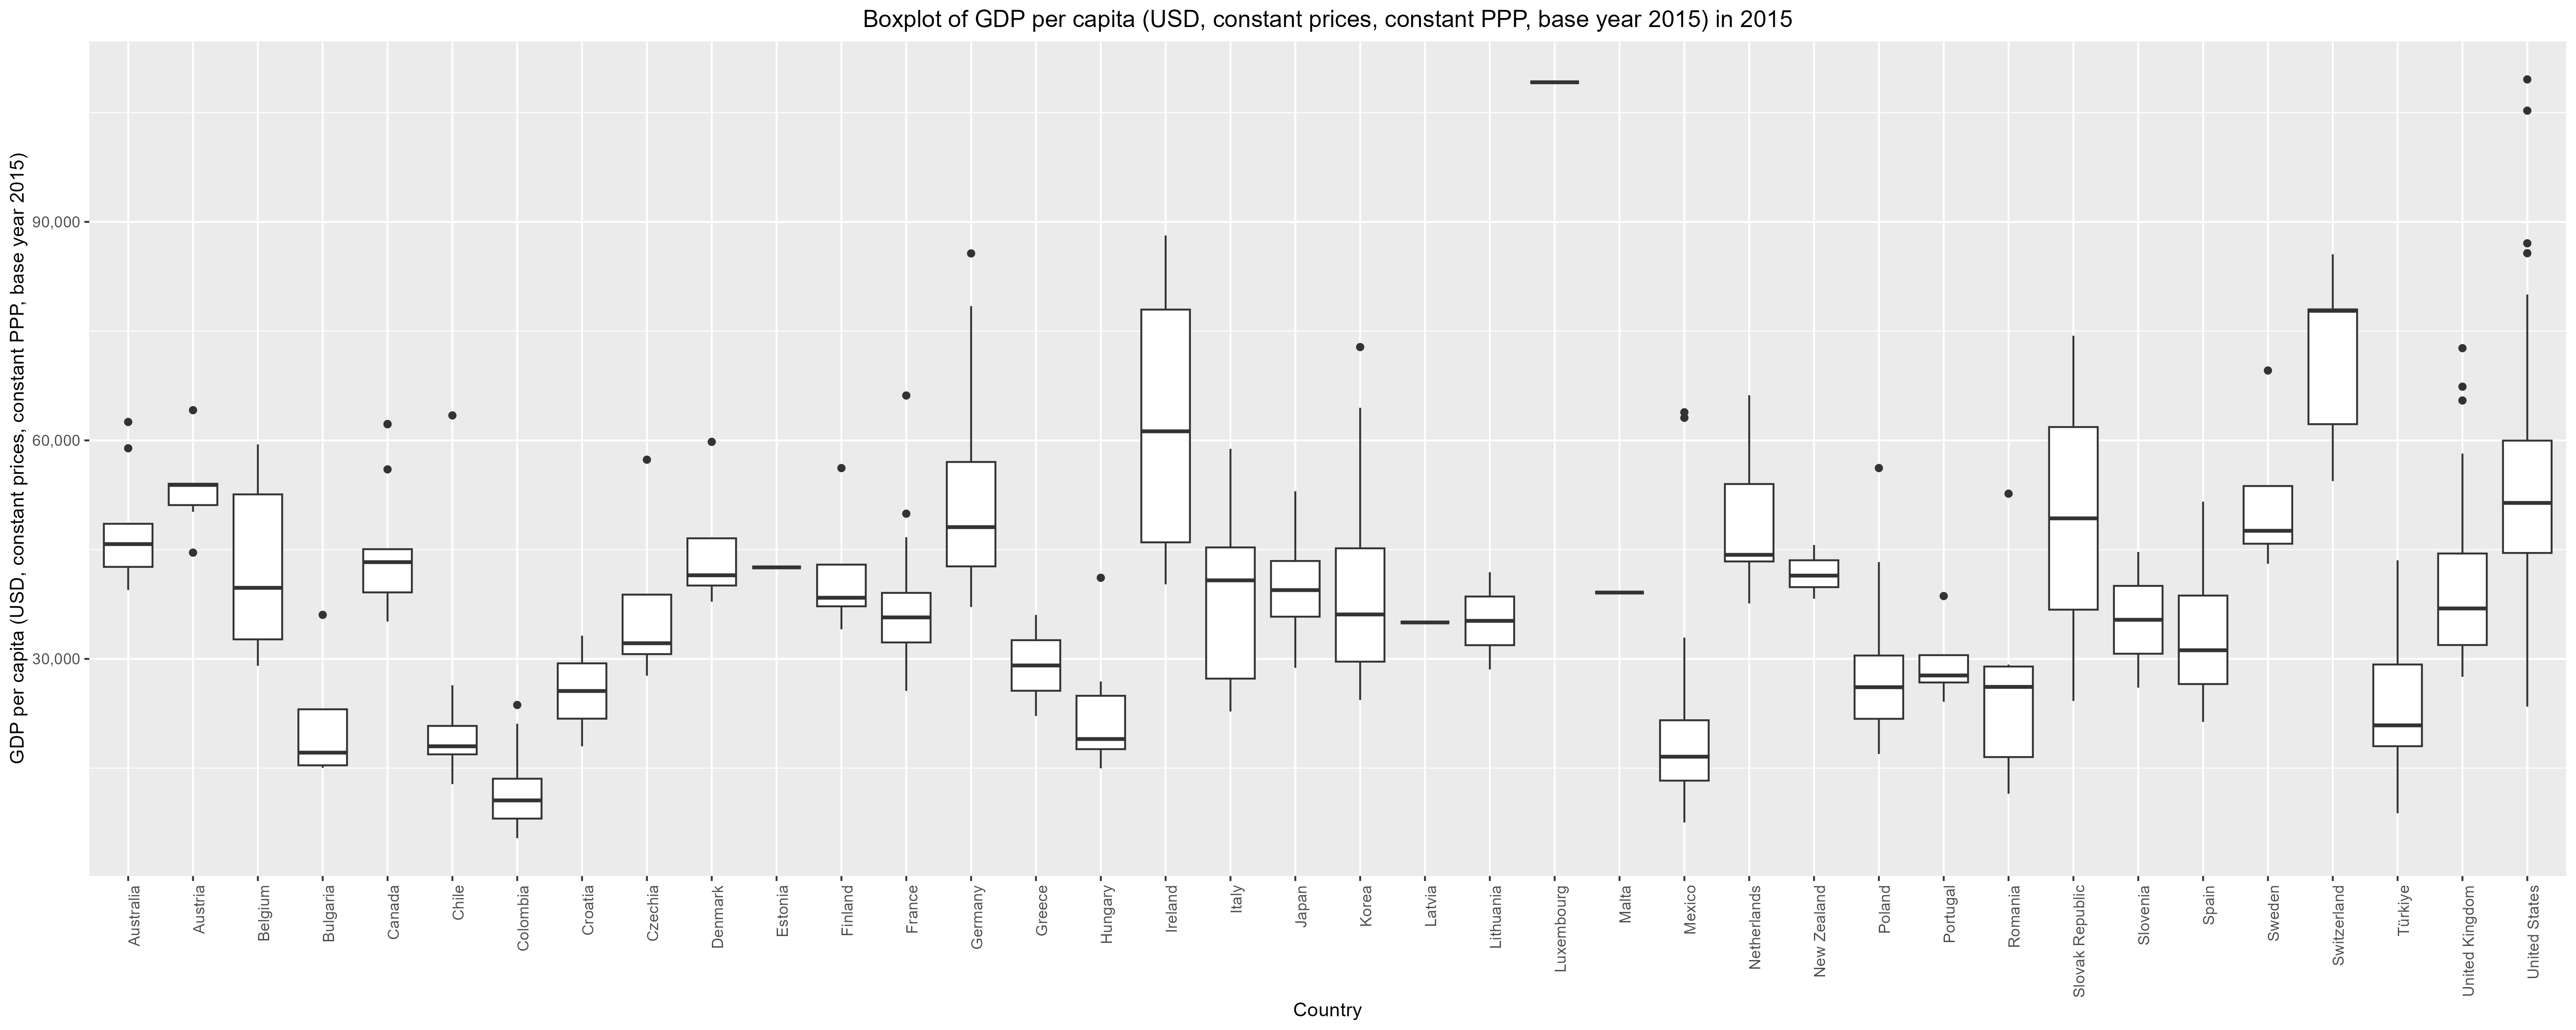 Boxplot of GDP per capita (USD, constant prices, constant PPP, base year 2015) in 2015
GDP per capita (USD, constant prices, constant PPP, base year 2015)
90,000
60,000
30,000
Australia
Austria
Belgium
Bulgaria
Canada
Chile
Colombia
Croatia
Czechia
Denmark
Estonia
Finland
France
Germany
Greece
Hungary
Ireland
Italy
Japan
Korea
Latvia
Lithuania
Luxembourg
Malta
Mexico
Netherlands
New Zealand
Poland
Portugal
Romania
Slovak Republic
Slovenia
Spain
Sweden
Switzerland
Türkiye
United Kingdom
United States
Country